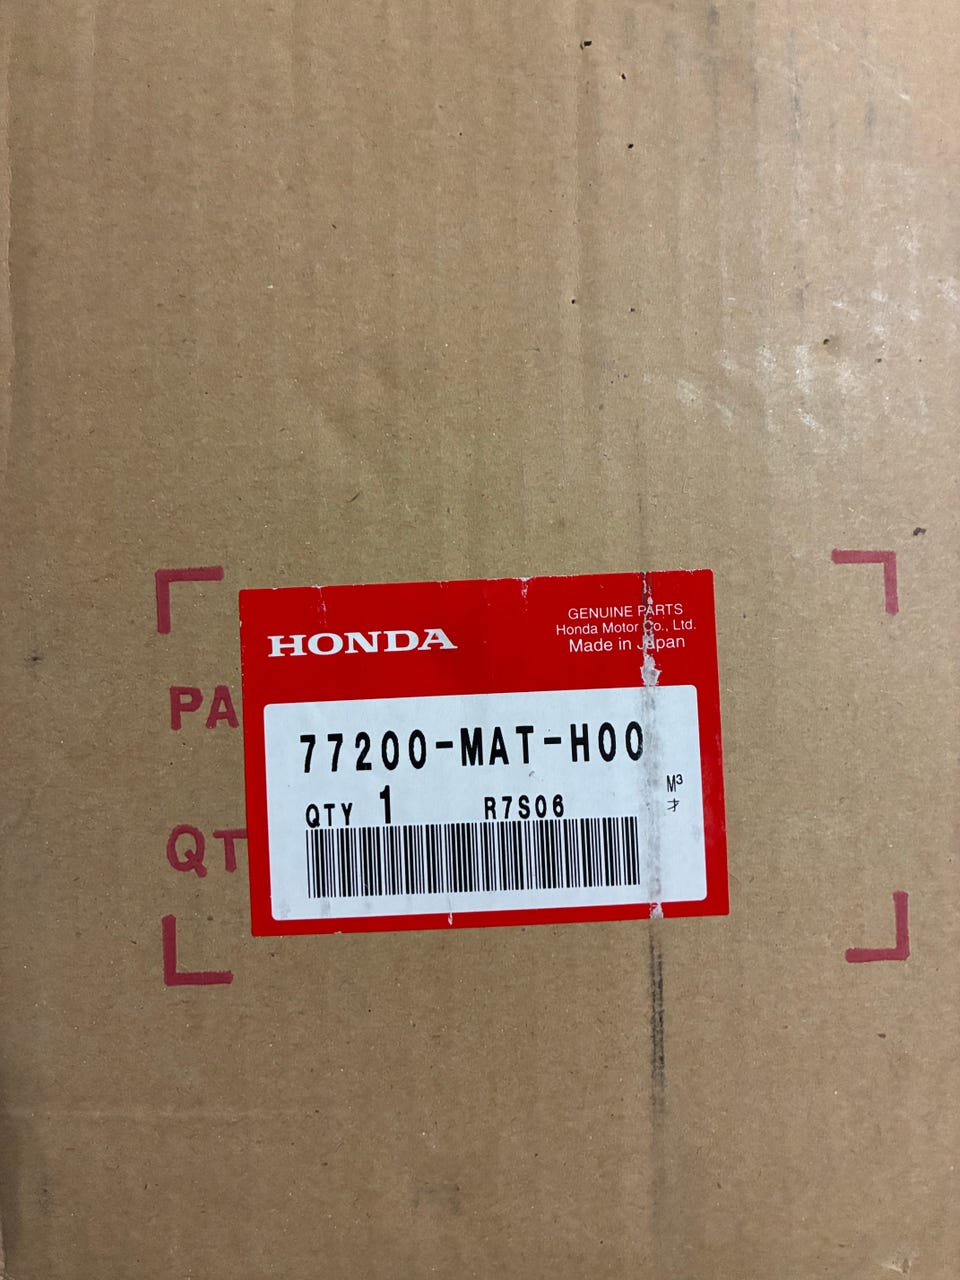 HONDA
GENUINE PARTS
Honda Motor Co., Ltd.
Made in Japan
PA
77200-MAT-H00
M³
才
QTY 1 R7S06
QT